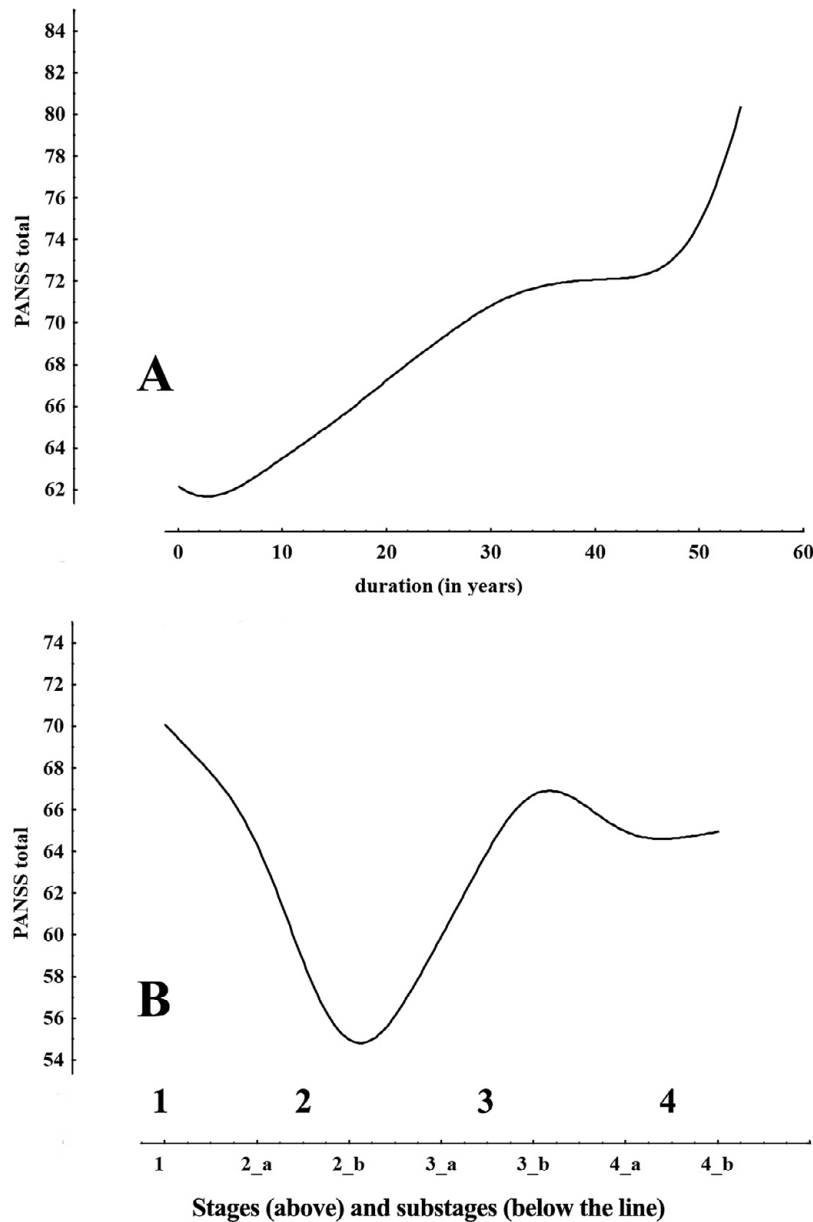 84
82
80
78
76
74
72
70
68
66
64
62
PANSS total
A
0 10 20 30 40 50 60
duration (in years)
74
72
70
68
66
64
62
60
58
56
54
PANSS total
B
1 2 3 4
1 2_a 2_b 3_a 3_b 4_a 4_b
Stages (above) and substages (below the line)